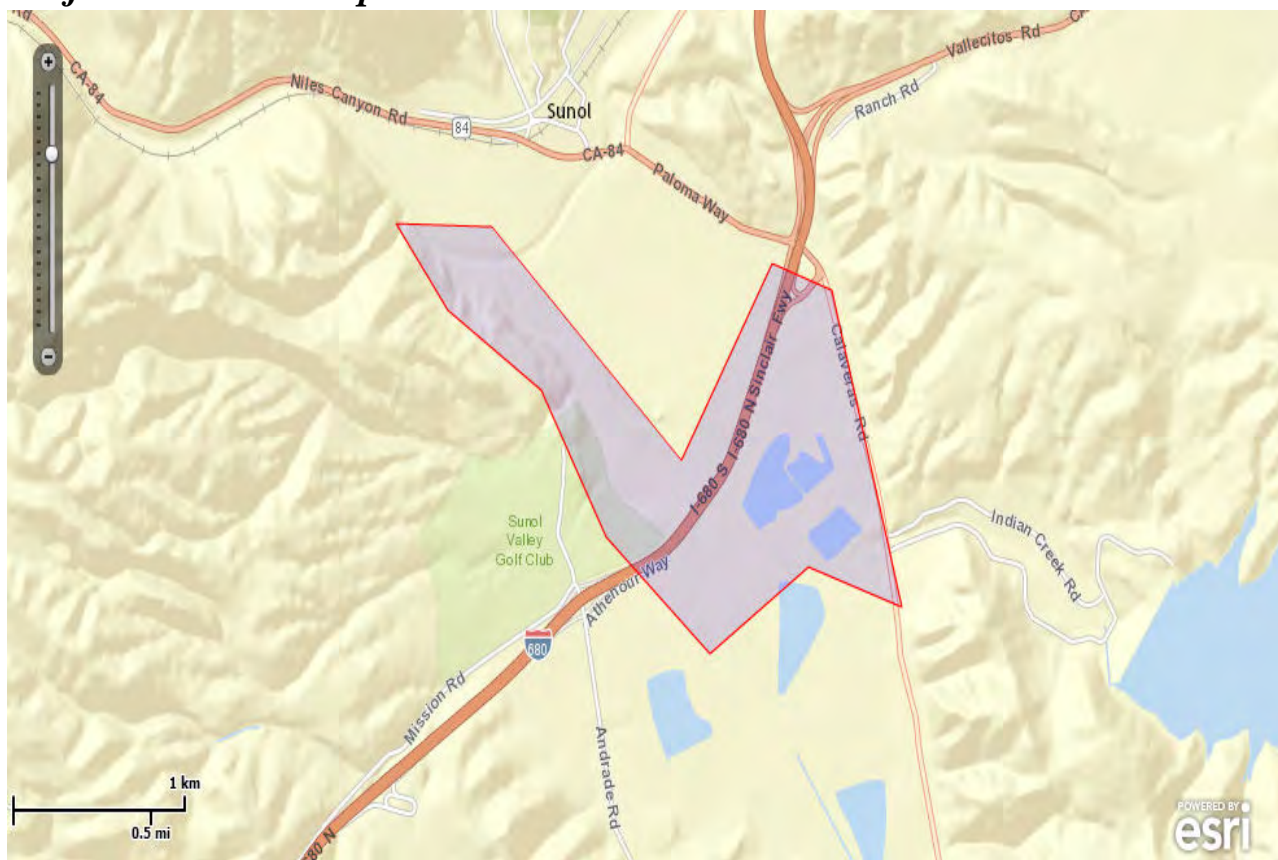 Rd
CA-84
Niles Canyon Rd
84
Sunol
CA-84
Paloma Way
Vallecitos Rd
Ranch Rd
Calaveras Rd
I-680 S I-680 N Sinclair Fwy
Sunol
Valley
Golf Club
Athenour Way
680
Mission Rd
Andrade Rd
Indian Creek Rd
680 N
1 km
0.5 mi
POWERED BY
esri